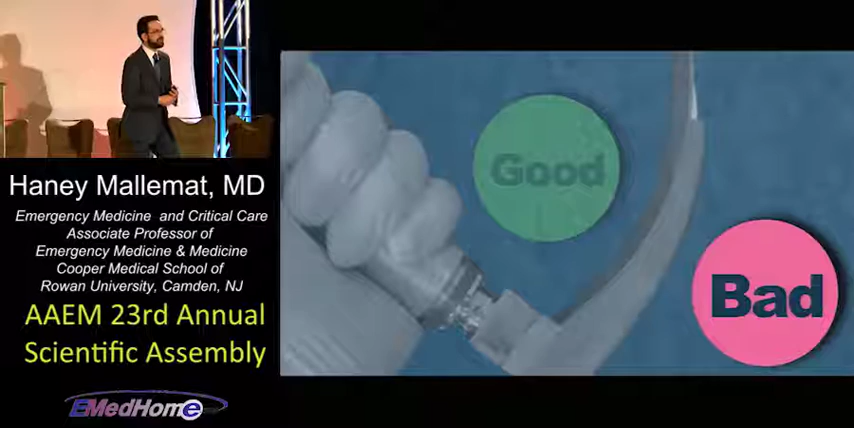 Haney Mallemat, MD
Emergency Medicine and Critical Care
Associate Professor of
Emergency Medicine & Medicine
Cooper Medical School of
Rowan University, Camden, NJ
AAEM 23rd Annual
Scientific Assembly
EMedHome
Good
Bad